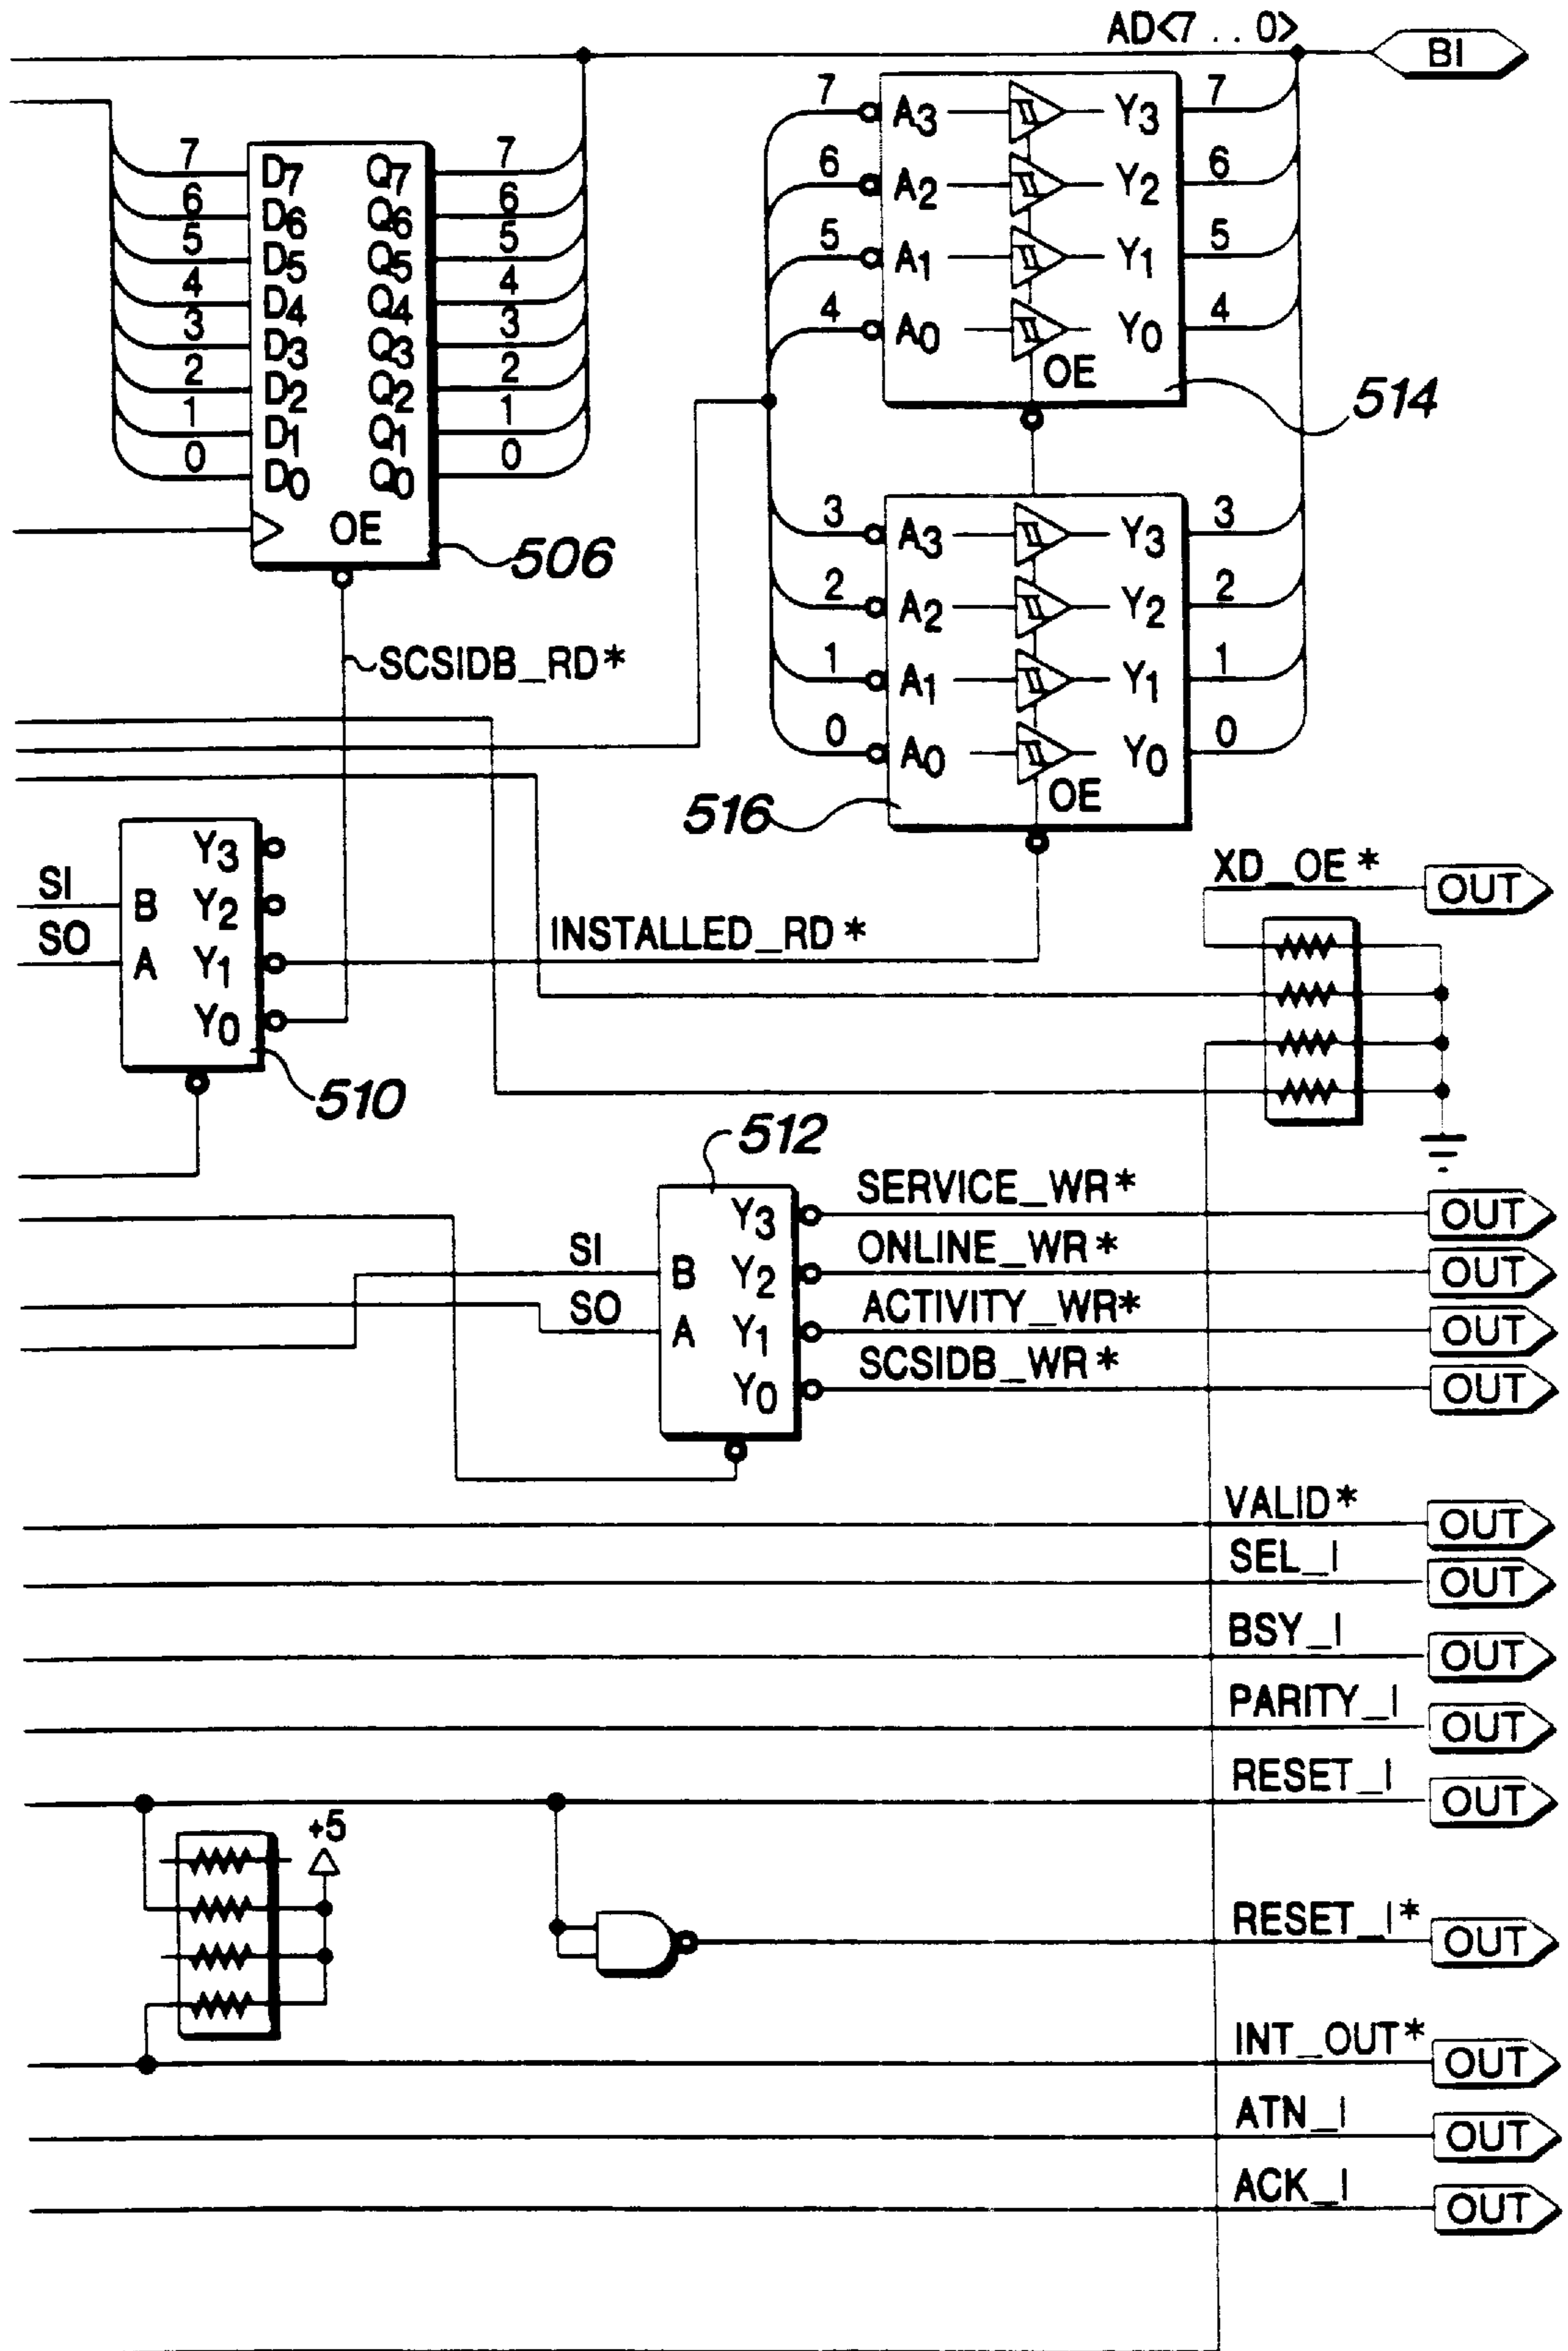 AD<7 . . 0>
BI
7 D7 Q7 7
6 D6 Q6 6
5 D5 Q5 5
4 D4 Q4 4
3 D3 Q3 3
2 D2 Q2 2
1 D1 Q1 1
0 D0 Q0 0
OE
506
SCSIDB_RD*
7 A3 Y3 7
6 A2 Y2 6
5 A1 Y1 5
4 A0 Y0 4
OE
514
3 A3 Y3 3
2 A2 Y2 2
1 A1 Y1 1
0 A0 Y0 0
OE
516
Y3
SI B Y2
SO A Y1
Y0
510
INSTALLED_RD*
XD_OE* OUT
512
Y3 SERVICE_WR* OUT
SI B Y2 ONLINE_WR* OUT
SO A Y1 ACTIVITY_WR* OUT
Y0 SCSIDB_WR* OUT
VALID* OUT
SEL_I OUT
BSY_I OUT
PARITY_I OUT
RESET_I OUT
+5
RESET_I* OUT
INT_OUT* OUT
ATN_I OUT
ACK_I OUT